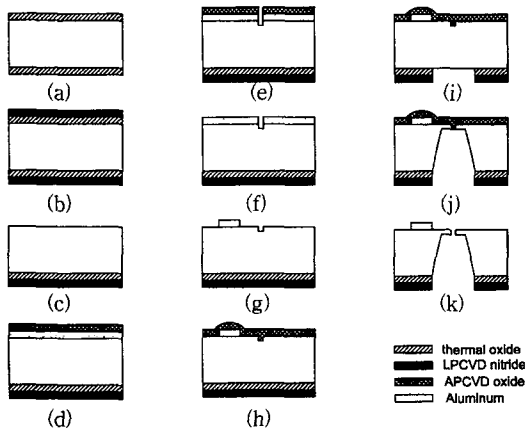 (a)
(b)
(c)
(d)
(e)
(f)
(g)
(h)
(i)
(j)
(k)
thermal oxide
LPCVD nitride
APCVD oxide
Aluminum